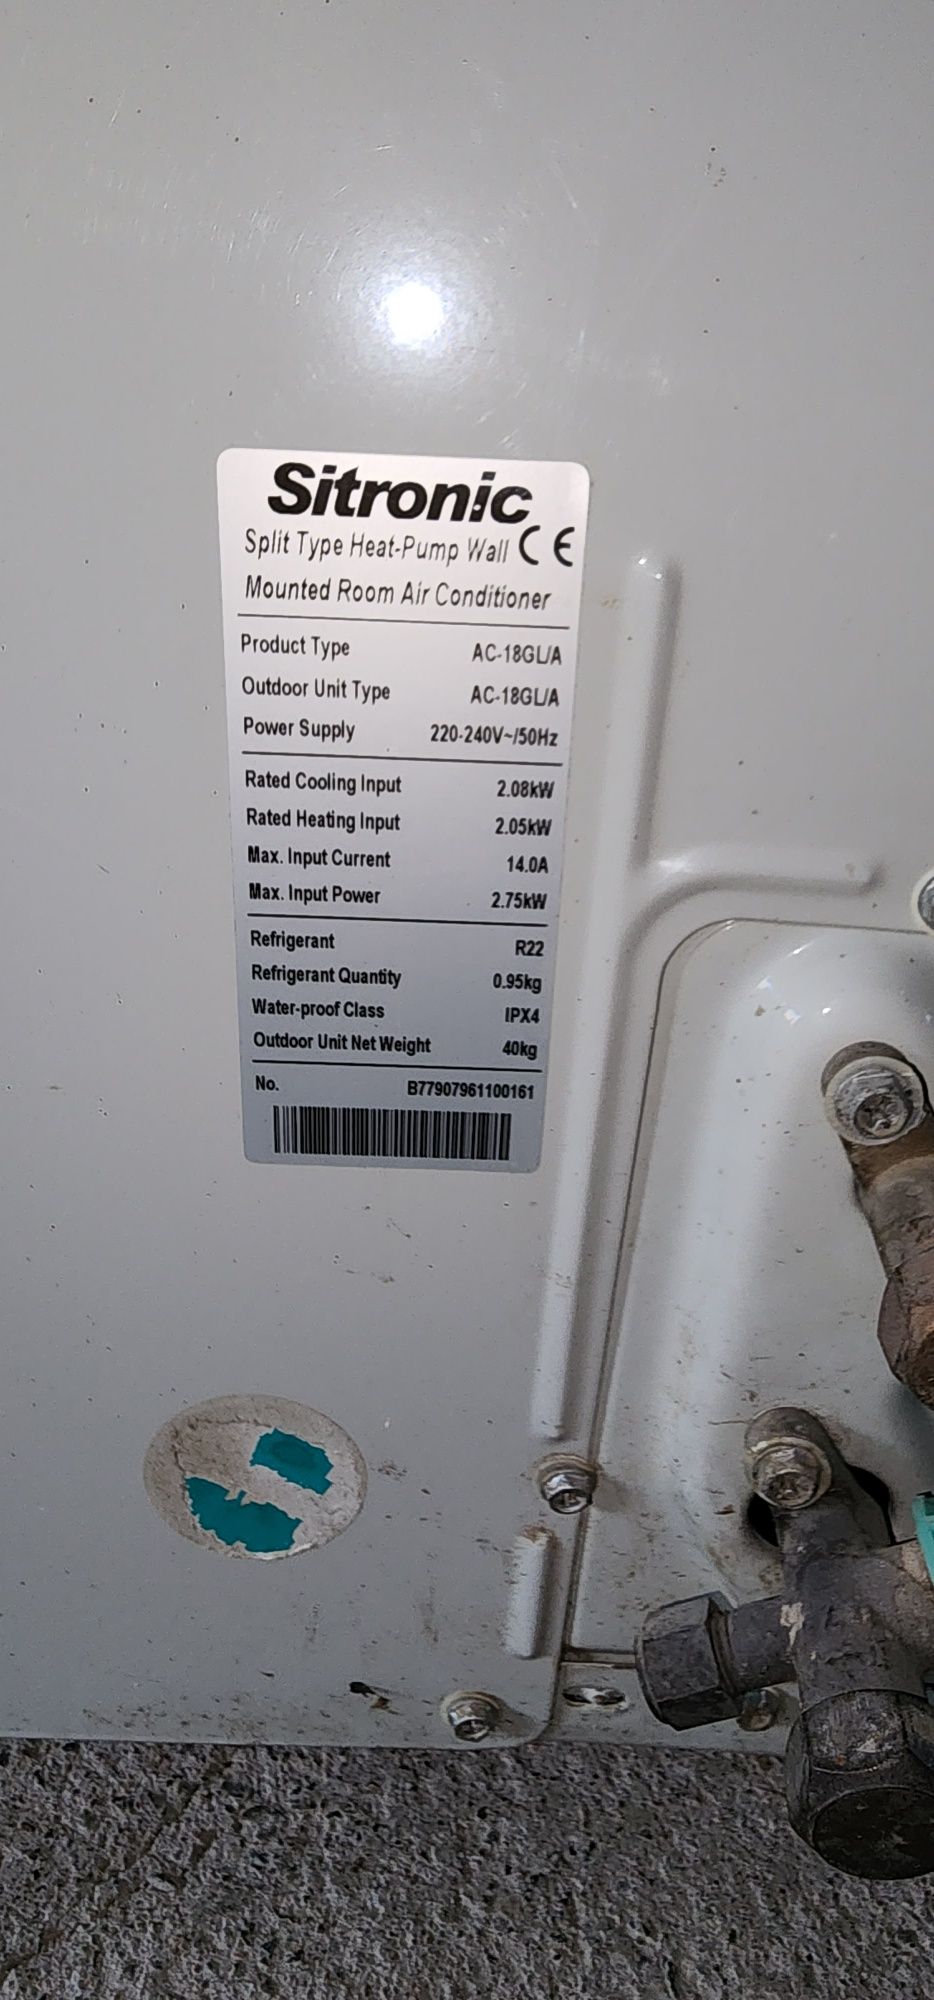 Sitronic
Split Type Heat-Pump Wall CE
Mounted Room Air Conditioner
Product Type AC-18GL/A
Outdoor Unit Type AC-18GL/A
Power Supply 220-240V~/50Hz
Rated Cooling Input 2.08kW
Rated Heating Input 2.05kW
Max. Input Current 14.0A
Max. Input Power 2.75kW
Refrigerant R22
Refrigerant Quantity 0.95kg
Water-proof Class IPX4
Outdoor Unit Net Weight 40kg
No. B77907961100161